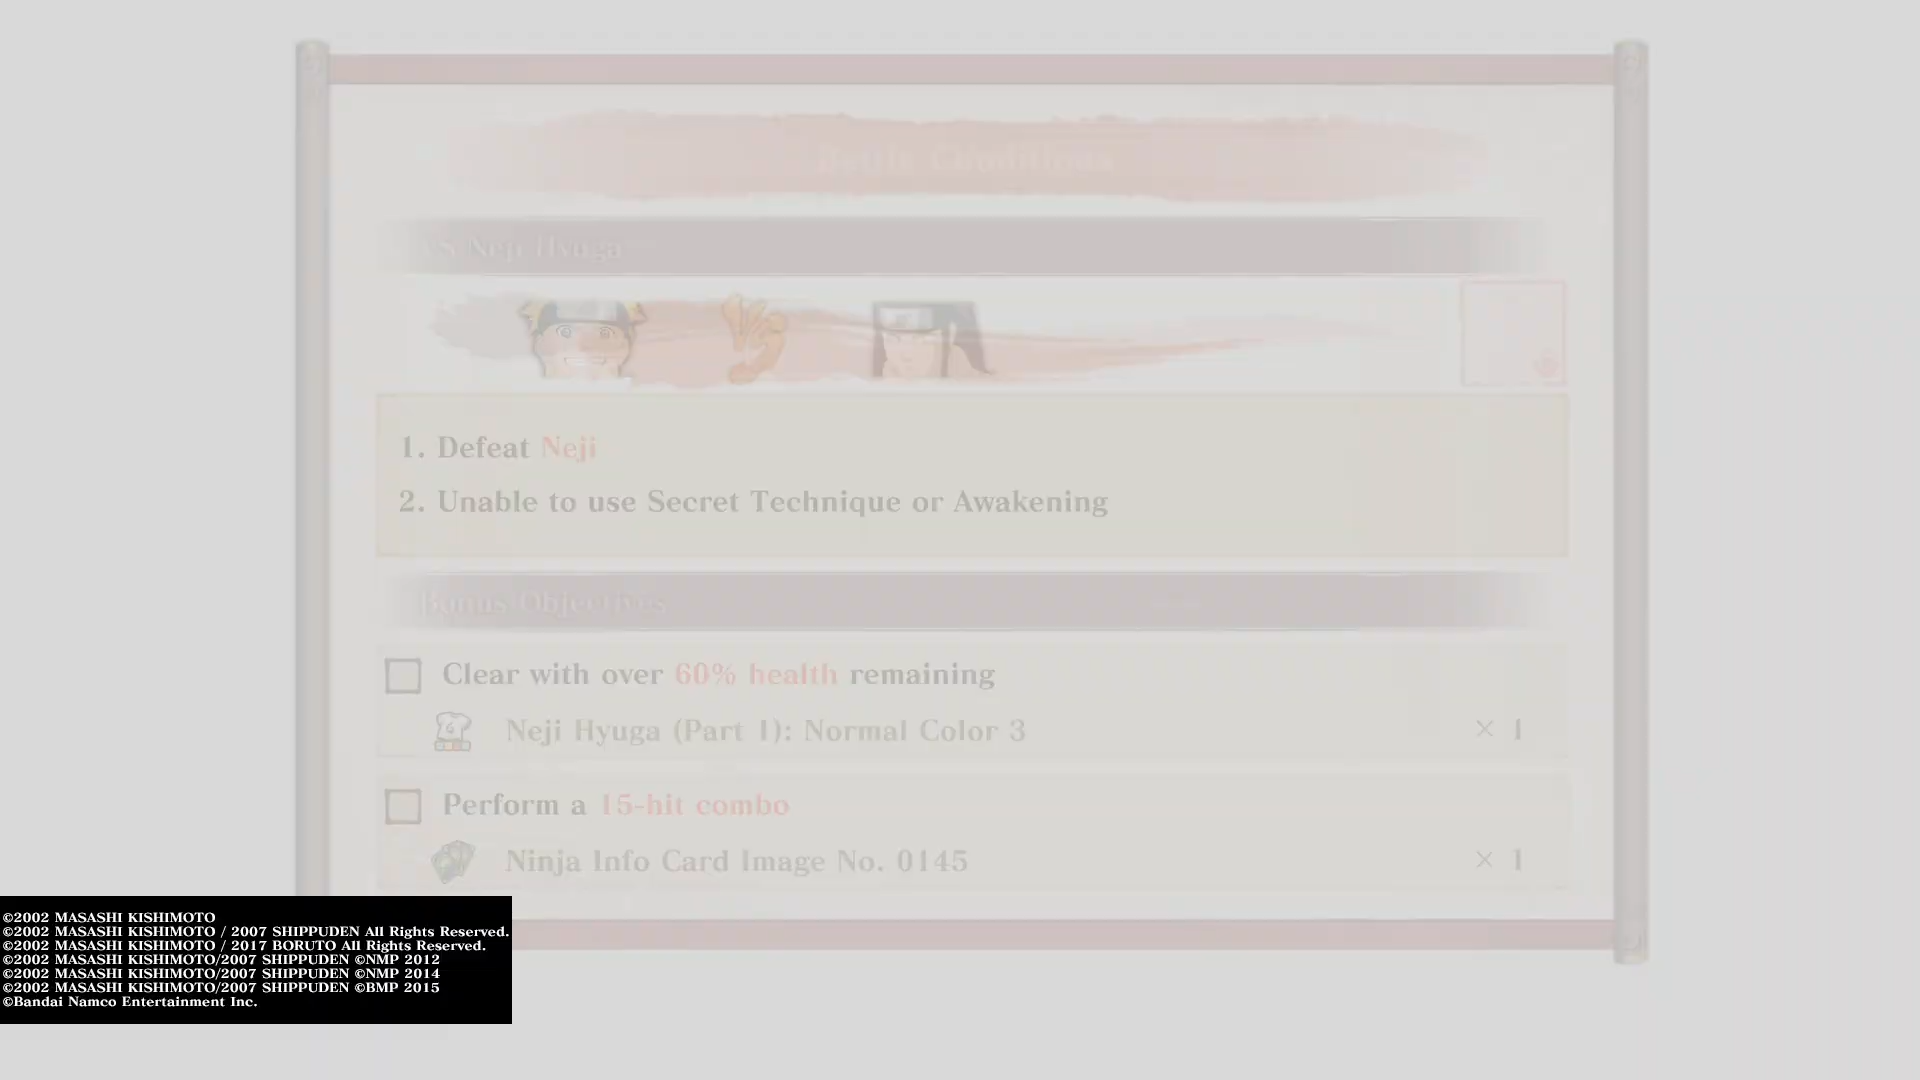 Battle Conditions
VS Neji Hyuga
VS
1. Defeat Neji
2. Unable to use Secret Technique or Awakening
Bonus Objectives
Clear with over 60% health remaining
Neji Hyuga (Part 1): Normal Color 3 × 1
Perform a 15-hit combo
Ninja Info Card Image No. 0145 × 1
©2002 MASASHI KISHIMOTO
©2002 MASASHI KISHIMOTO / 2007 SHIPPUDEN All Rights Reserved.
©2002 MASASHI KISHIMOTO / 2017 BORUTO All Rights Reserved.
©2002 MASASHI KISHIMOTO/2007 SHIPPUDEN ©NMP 2012
©2002 MASASHI KISHIMOTO/2007 SHIPPUDEN ©NMP 2014
©2002 MASASHI KISHIMOTO/2007 SHIPPUDEN ©BMP 2015
©Bandai Namco Entertainment Inc.